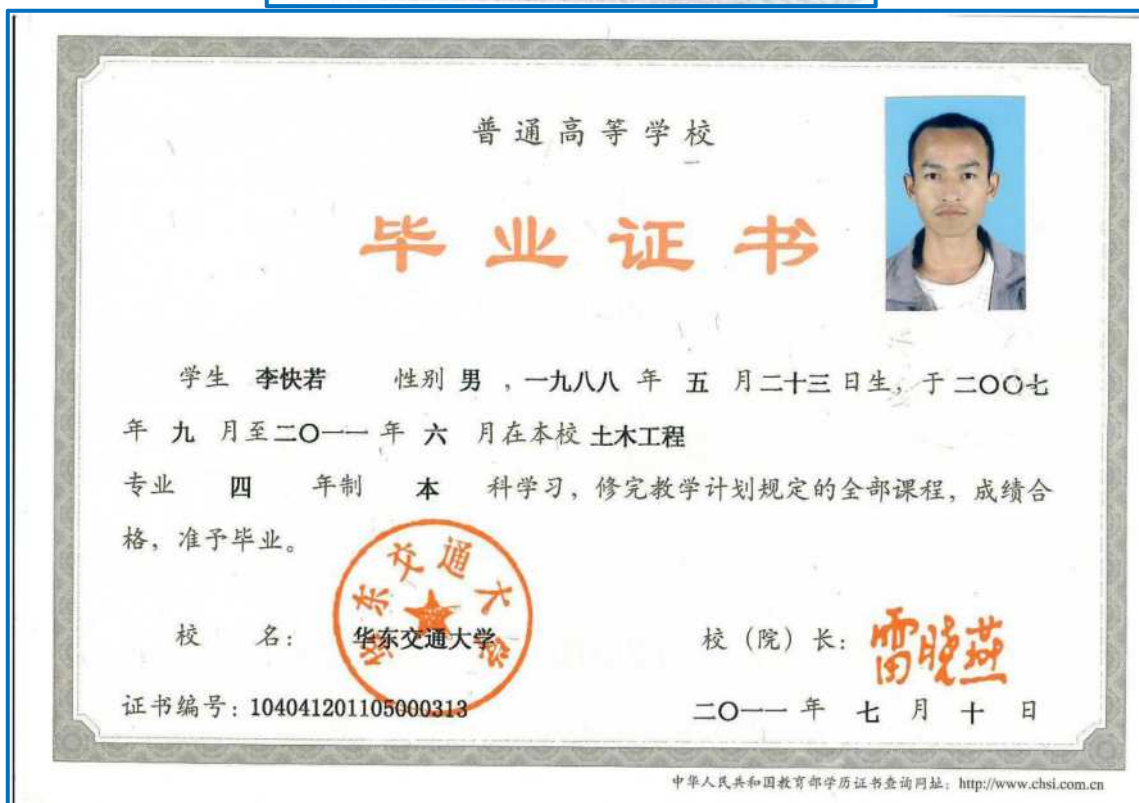 普通高等学校
毕业证书
学生 李快若 性别 男 ，一九八八 年 五 月二十三 日生，于 二〇〇七
年 九 月至二〇一一 年 六 月在本校 土木工程
专业 四 年制 本 科学习，修完教学计划规定的全部课程，成绩合
格，准予毕业。
华东交通大学
校 名： 华东交通大学 校（院）长：雷晓燕
证书编号：104041201105000313 二〇一一 年 七 月 十 日
中华人民共和国教育部学历证书查询网址：http://www.chsi.com.cn